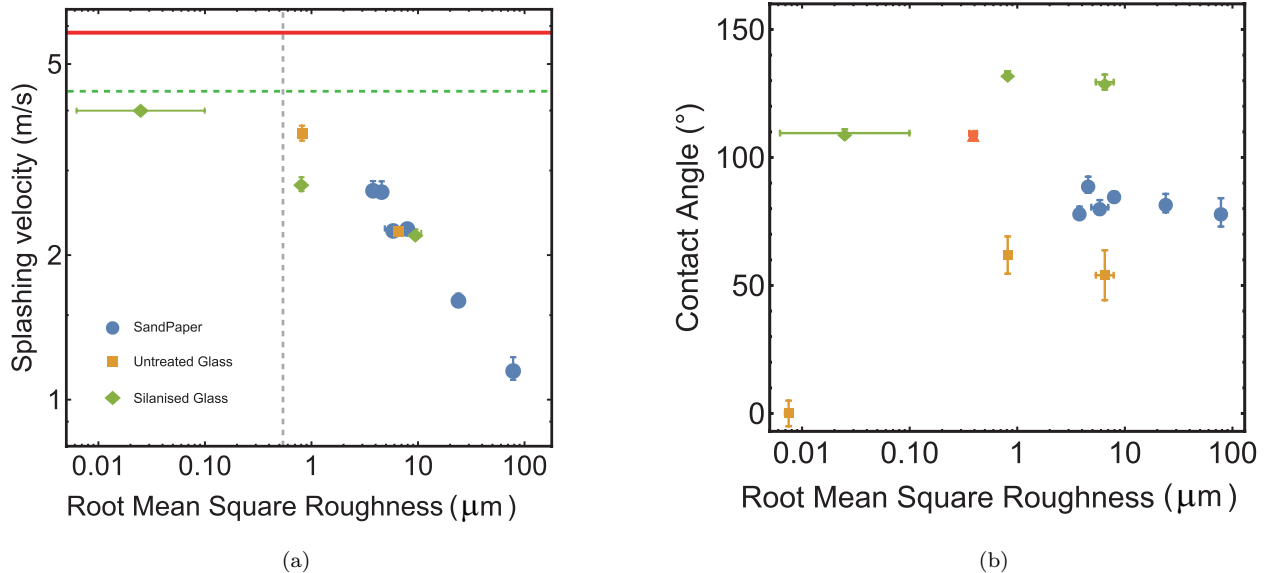 5
2
1
Splashing velocity (m/s)
SandPaper
Untreated Glass
Silanised Glass
0.01 0.10 1 10 100
Root Mean Square Roughness (μm)
(a)
150
100
50
0
Contact Angle (°)
0.01 0.10 1 10 100
Root Mean Square Roughness (μm)
(b)